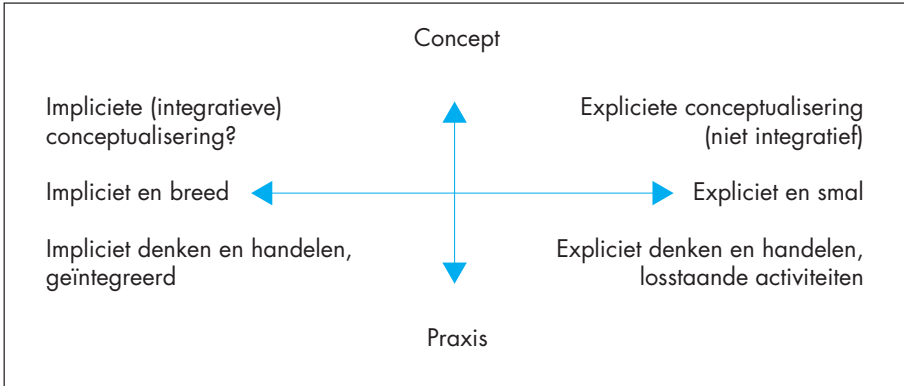 Concept
Impliciete (integratieve)
conceptualisering?
Expliciete conceptualisering
(niet integratief)
Impliciet en breed
Expliciet en smal
Impliciet denken en handelen,
geïntegreerd
Expliciet denken en handelen,
losstaande activiteiten
Praxis